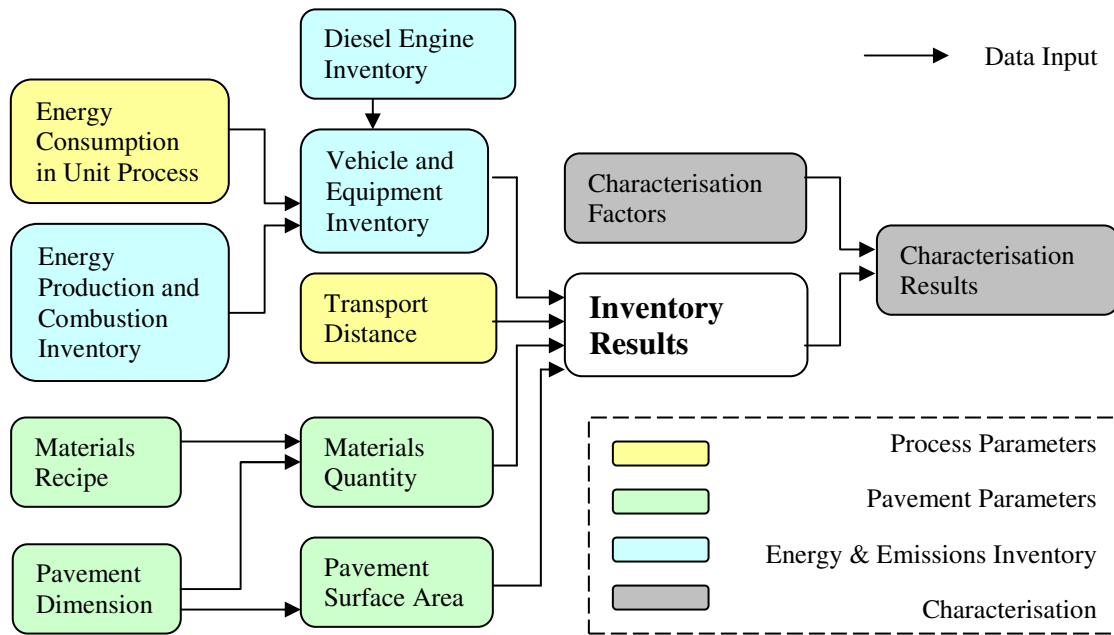 Diesel Engine
Inventory
Data Input
Energy
Consumption
in Unit Process
Vehicle and
Equipment
Inventory
Characterisation
Factors
Energy
Production and
Combustion
Inventory
Characterisation
Results
Transport
Distance
Inventory
Results
Materials
Recipe
Materials
Quantity
Process Parameters
Pavement Parameters
Energy & Emissions Inventory
Characterisation
Pavement
Dimension
Pavement
Surface Area